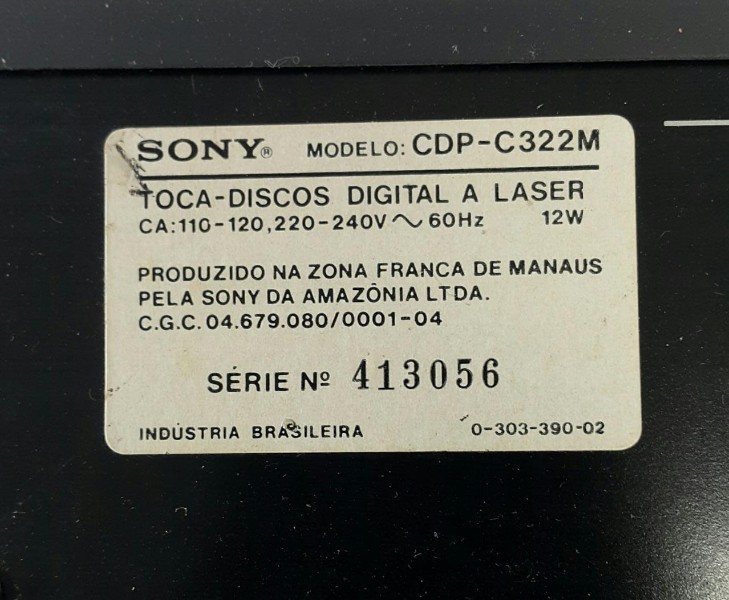 SONY® MODELO: CDP-C322M
TOCA-DISCOS DIGITAL A LASER
CA:110-120,220-240V ~ 60Hz 12W
PRODUZIDO NA ZONA FRANCA DE MANAUS
PELA SONY DA AMAZÔNIA LTDA.
C.G.C. 04.679.080/0001-04
SÉRIE Nº 413056
INDÚSTRIA BRASILEIRA 0-303-390-02